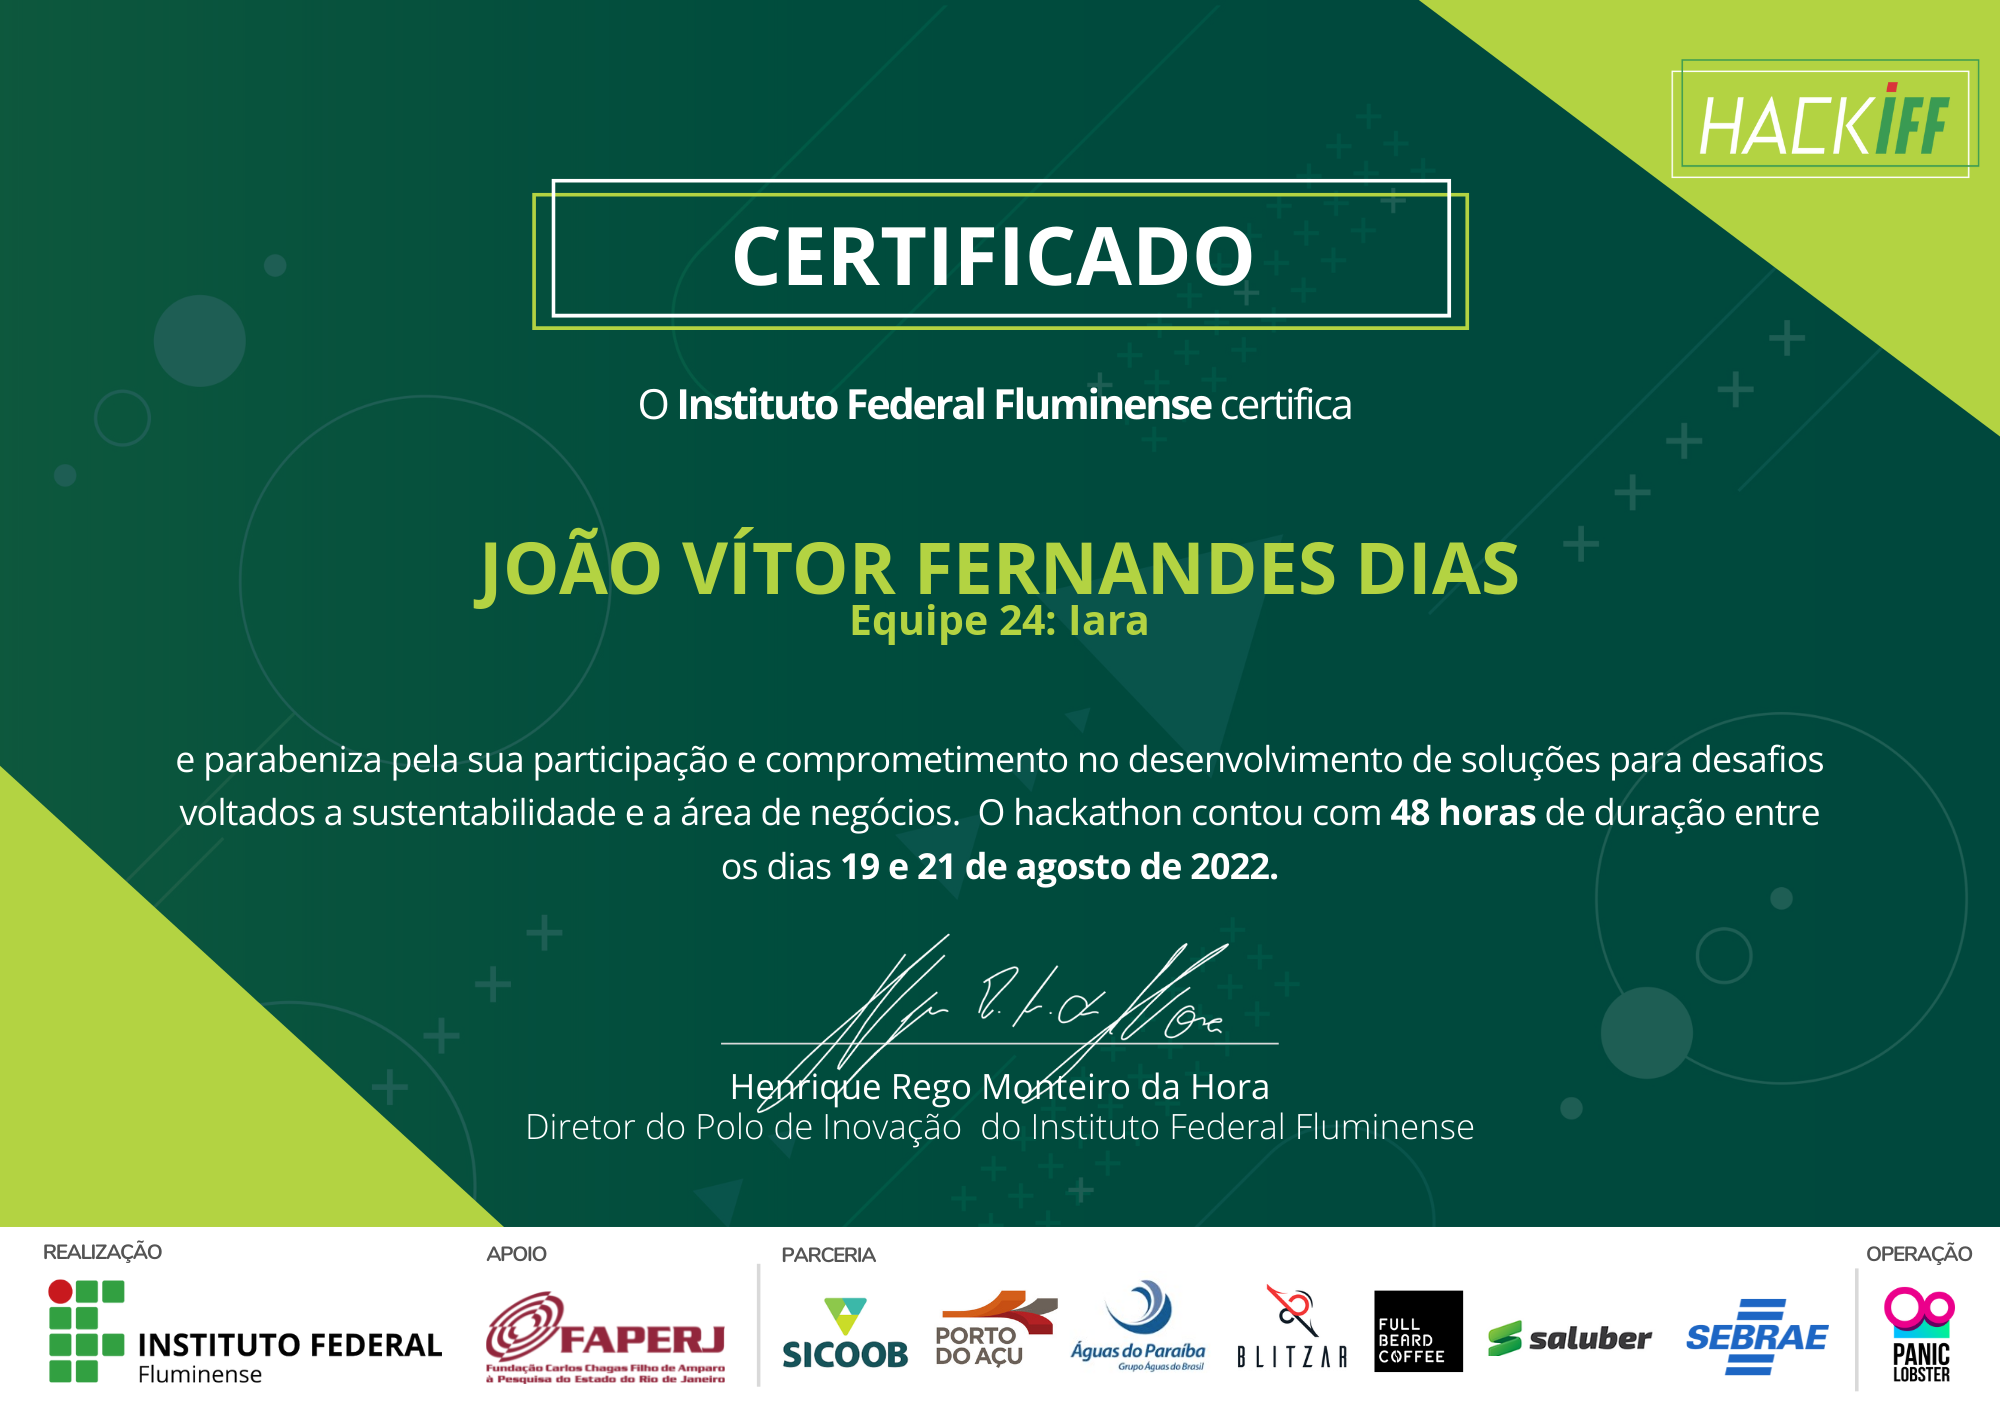 HACKIFF
CERTIFICADO
O Instituto Federal Fluminense certifica
JOÃO VÍTOR FERNANDES DIAS
Equipe 24: Iara
e parabeniza pela sua participação e comprometimento no desenvolvimento de soluções para desafios
voltados a sustentabilidade e a área de negócios. O hackathon contou com 48 horas de duração entre
os dias 19 e 21 de agosto de 2022.
Henrique Rego Monteiro da Hora
Diretor do Polo de Inovação do Instituto Federal Fluminense
REALIZAÇÃO
INSTITUTO FEDERAL
Fluminense
APOIO
FAPERJ
Fundação Carlos Chagas Filho de Amparo
à Pesquisa do Estado do Rio de Janeiro
PARCERIA
SICOOB
PORTO
DO AÇU
Águas do Paraíba
Grupo Águas do Brasil
BLITZAR
FULL
BEARD
COFFEE
saluber
SEBRAE
OPERAÇÃO
PANIC
LOBSTER